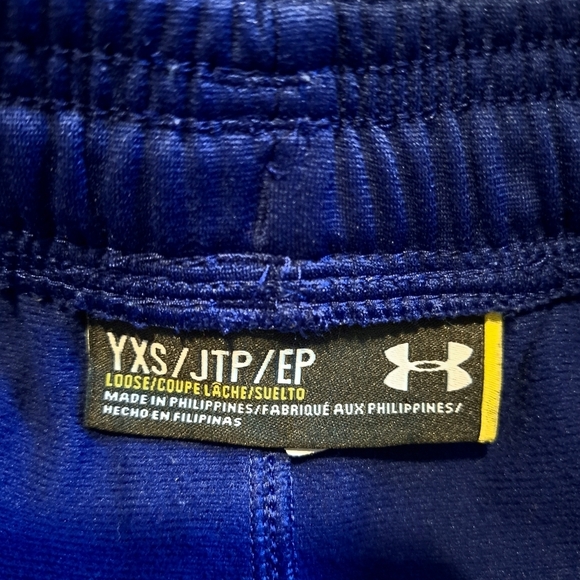 YXS/JTP/EP
LOOSE/COUPE LÂCHE/SUELTO
MADE IN PHILIPPINES/FABRIQUÉ AUX PHILIPPINES/
HECHO EN FILIPINAS